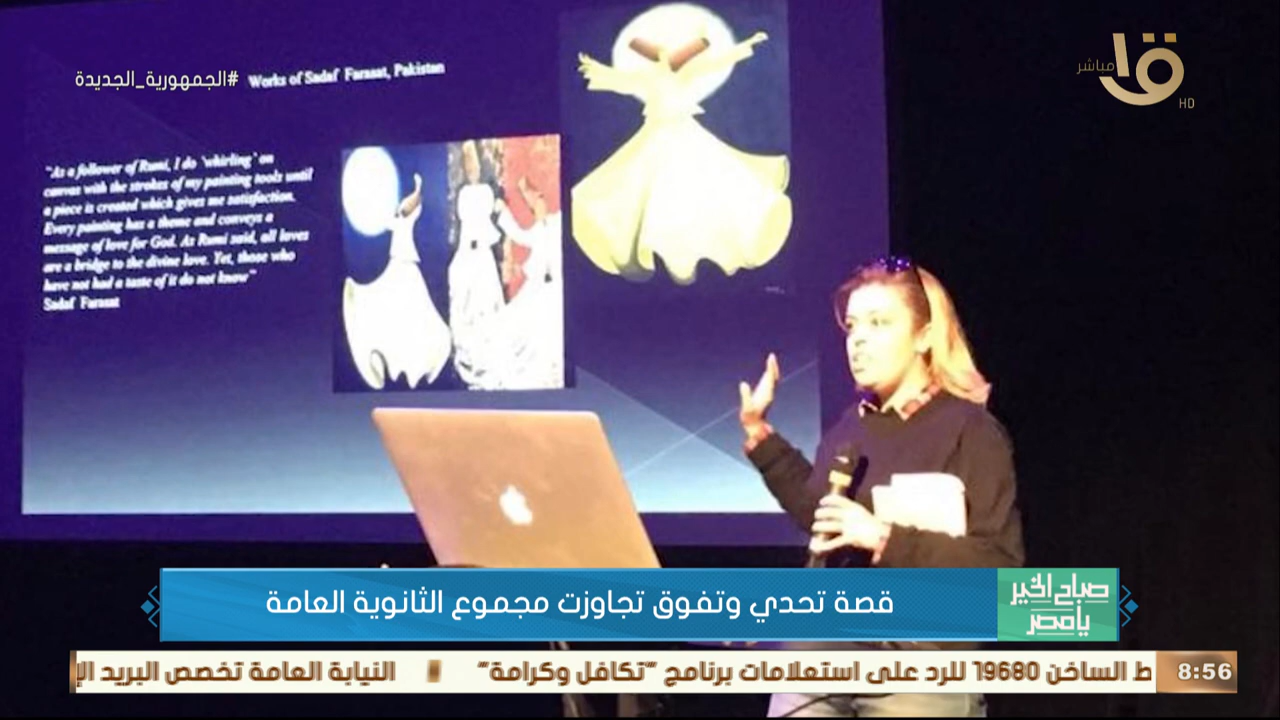 #الجمهورية_الجديدة
مباشر
HD
Works of Sadaf Faraaat, Pakistan
"As a follower of Rumi, I do 'whirling' on
canvas with the strokes of my painting tools until
a piece is created which gives me satisfaction.
Every painting has a theme and conveys a
message of love for God. As Rumi said, all loves
are a bridge to the divine love. Yet, those who
have not had a taste of it do not know"
Sadaf Faraaat
صباح الخير
يا مصر
قصة تحدي وتفوق تجاوزت مجموع الثانوية العامة
8:56
ط الساخن 19680 للرد على استعلامات برنامج "تكافل وكرامة" النيابة العامة تخصص البريد الإ